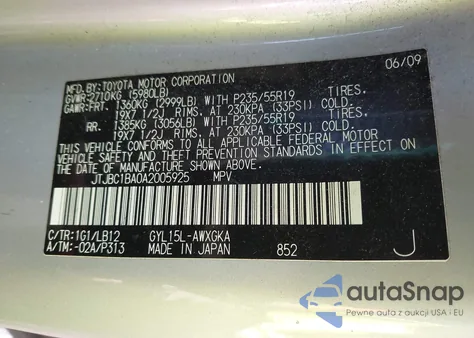 MFD. BY: TOYOTA MOTOR CORPORATION 06/09
GVWR 2710KG (5980LB)
GAWR:FRT. 1360KG (2999LB) WITH P235/55R19 TIRES.
19X7 1/2J RIMS. AT 230KPA (33PSI) COLD.
RR. 1385KG (3056LB) WITH P235/55R19 TIRES.
19X7 1/2J RIMS. AT 230KPA (33PSI) COLD.
THIS VEHICLE CONFORMS TO ALL APPLICABLE FEDERAL MOTOR
VEHICLE SAFETY AND THEFT PREVENTION STANDARDS IN EFFECT ON
THE DATE OF MANUFACTURE SHOWN ABOVE.
JTJBC1BA0A2005925 MPV
C/TR:1G1/LB12 GYL15L-AWXGKA
A/TM:-02A/P313 MADE IN JAPAN 852 J
autoSnap
Pewne auta z aukcji USA i EU